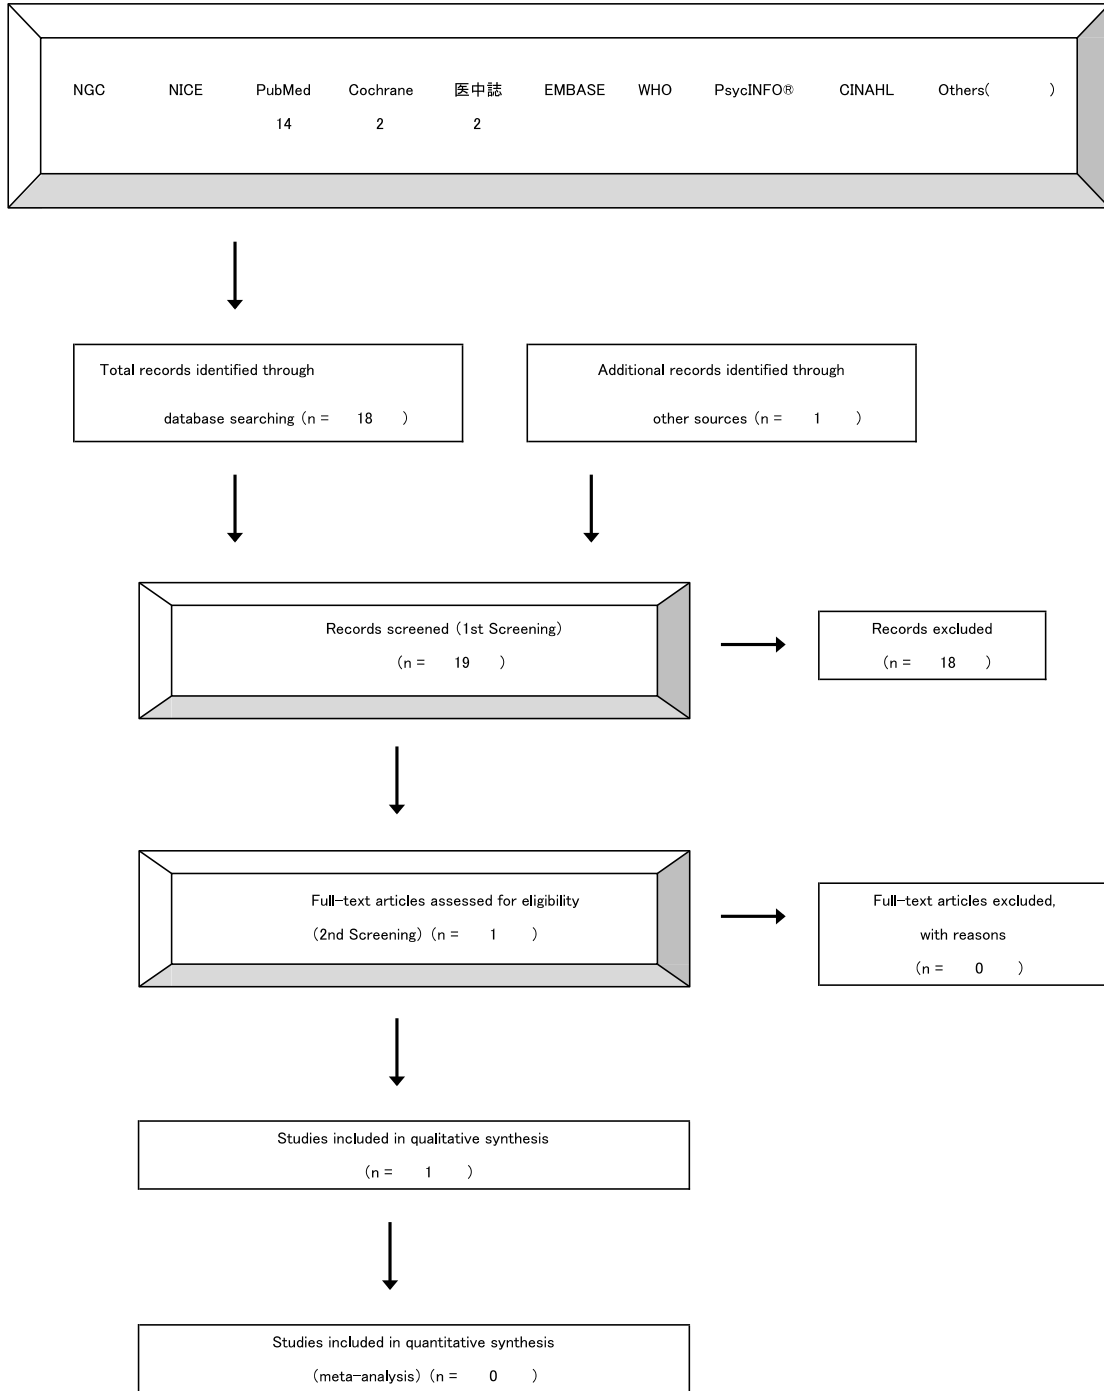 NGC NICE PubMed Cochrane 医中誌 EMBASE WHO PsycINFO® CINAHL Others( )
14 2 2
Total records identified through
database searching (n = 18 )
Additional records identified through
other sources (n = 1 )
Records screened (1st Screening)
(n = 19 )
Records excluded
(n = 18 )
Full-text articles assessed for eligibility
(2nd Screening) (n = 1 )
Full-text articles excluded,
with reasons
(n = 0 )
Studies included in qualitative synthesis
(n = 1 )
Studies included in quantitative synthesis
(meta-analysis) (n = 0 )